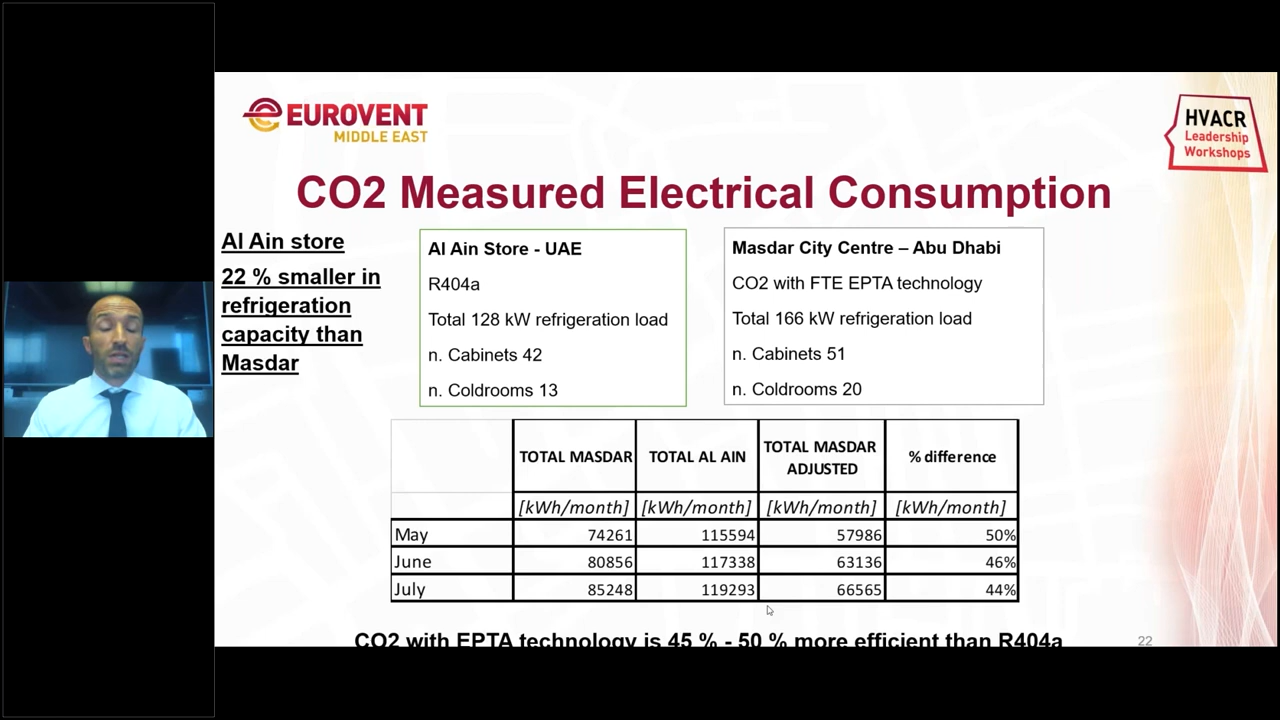 EUROVENT
MIDDLE EAST
HVACR
Leadership
Workshops
CO2 Measured Electrical Consumption
Al Ain store
22 % smaller in
refrigeration
capacity than
Masdar
Al Ain Store - UAE
R404a
Total 128 kW refrigeration load
n. Cabinets 42
n. Coldrooms 13
Masdar City Centre – Abu Dhabi
CO2 with FTE EPTA technology
Total 166 kW refrigeration load
n. Cabinets 51
n. Coldrooms 20
TOTAL MASDAR TOTAL AL AIN TOTAL MASDAR ADJUSTED % difference
[kWh/month] [kWh/month] [kWh/month] [kWh/month]
May 74261 115594 57986 50%
June 80856 117338 63136 46%
July 85248 119293 66565 44%
CO2 with EPTA technology is 45 % - 50 % more efficient than R404a
22